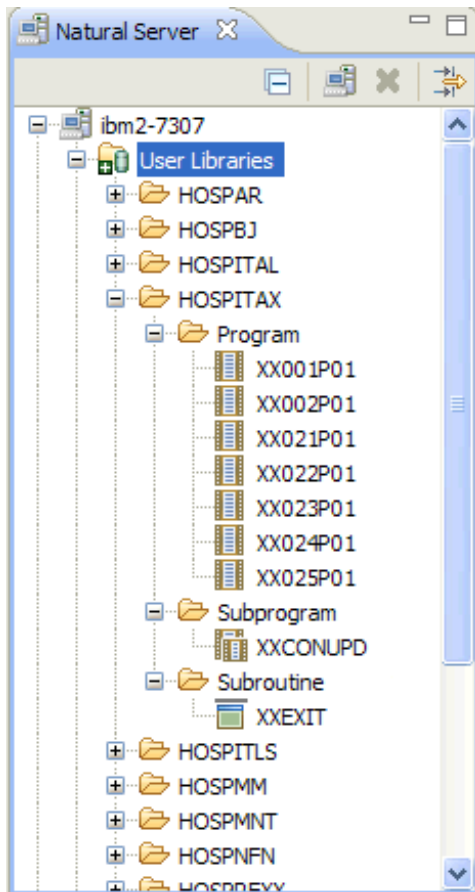 Natural Server
ibm2-7307
User Libraries
HOSPAR
HOSPBJ
HOSPITAL
HOSPITAX
Program
XX001P01
XX002P01
XX021P01
XX022P01
XX023P01
XX024P01
XX025P01
Subprogram
XXCONUPD
Subroutine
XXEXIT
HOSPITLS
HOSPMM
HOSPMNT
HOSPNFN